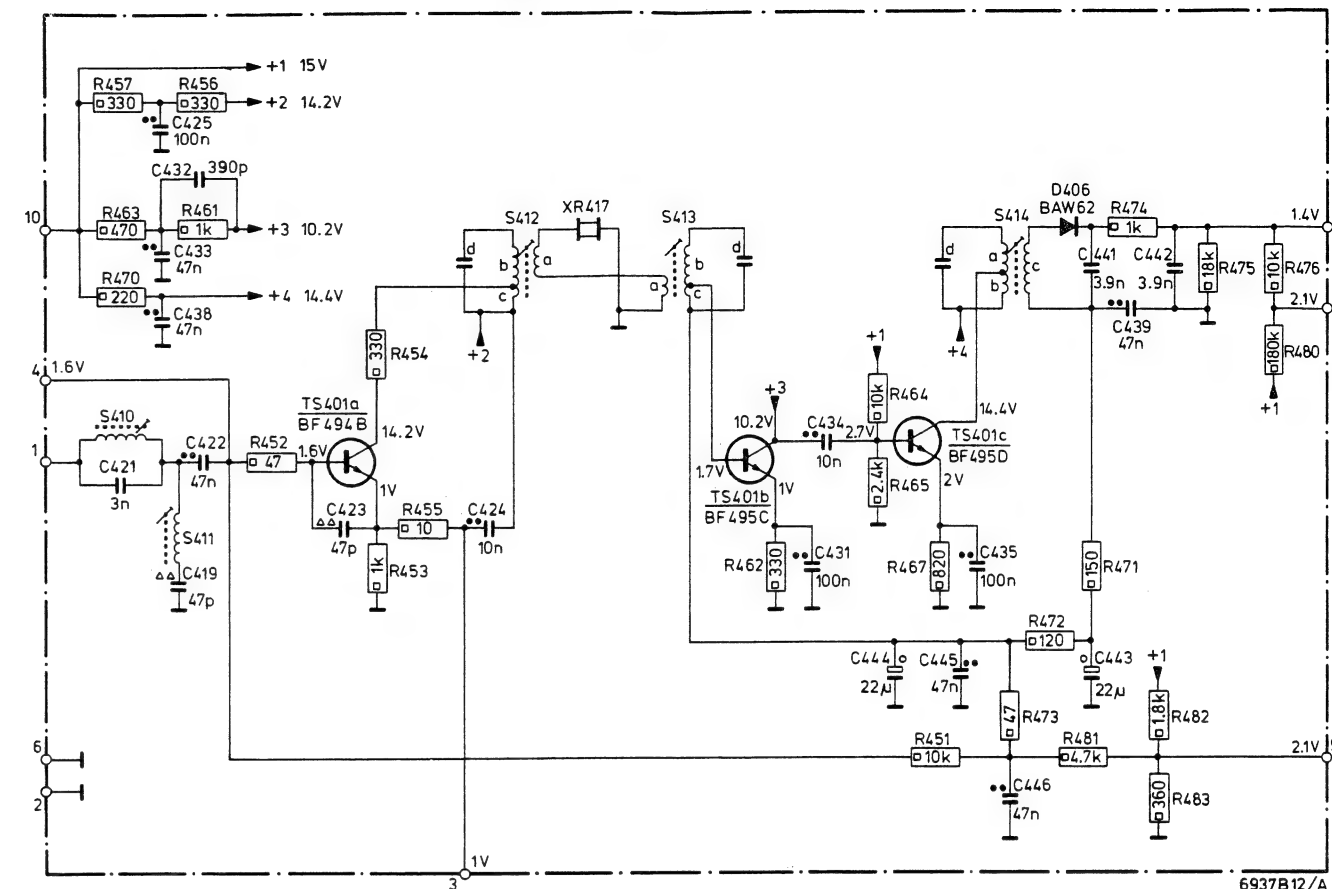 +1 15V
R457
330
R456
330
+2 14.2V
C425
100n
C432
390p
10
R463
470
R461
1k
+3 10.2V
C433
47n
R470
220
+4 14.4V
C438
47n
4
1.6V
S410
1
C421
3n
C422
47n
R452
47
S411
C419
47p
1.6V
TS401a
BF494B
14.2V
1V
C423
47p
R455
10
C424
10n
1k
R453
330
R454
S412
d
b
c
a
+2
XR417
S413
a
b
c
d
+3
10.2V
1.7V
TS401b
BF495C
1V
R462
330
C431
100n
C434
10n
2.7V
+1
10k
R464
2.4k
R465
14.4V
TS401c
BF495D
2V
R467
820
C435
100n
S414
d
a
b
c
+4
D406
BAW62
R474
1k
C441
3.9n
C442
3.9n
C439
47n
18k
R475
10k
R476
1.4V
2.1V
180k
R480
+1
150
R471
R472
120
C444
22µ
C445
47n
C443
22µ
47
R473
R451
10k
R481
4.7k
C446
47n
+1
1.8k
R482
2.1V
360
R483
6
2
1V
3
6937B12/A